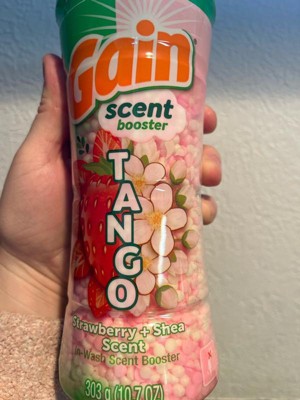 Gain
scent
booster
TANGO
Strawberry + Shea
Scent
In-Wash Scent Booster
303 g (10.7 OZ)